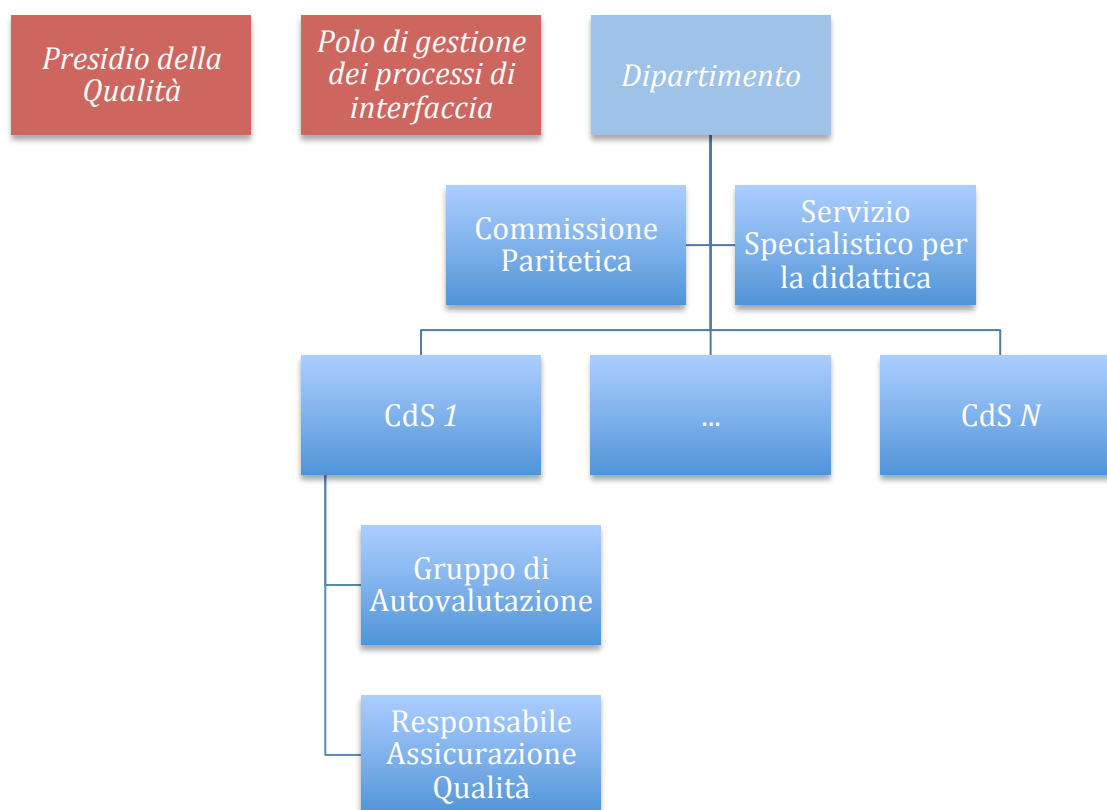 Presidio della
Qualità
Polo di gestione
dei processi di
interfaccia
Dipartimento
Commissione
Paritetica
Servizio
Specialistico per
la didattica
CdS 1
...
CdS N
Gruppo di
Autovalutazione
Responsabile
Assicurazione
Qualità